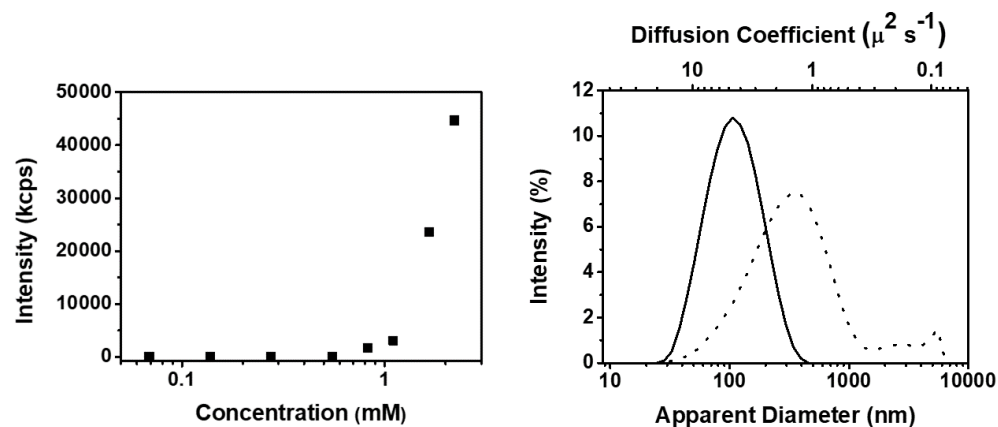 50000
40000
30000
20000
10000
0
Intensity (kcps)
0.1 1
Concentration (mM)
Diffusion Coefficient (μ² s⁻¹)
10 1 0.1
12
10
8
6
4
2
0
Intensity (%)
10 100 1000 10000
Apparent Diameter (nm)